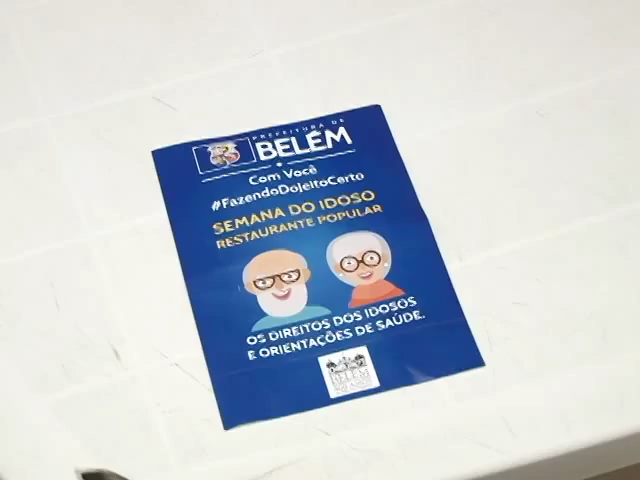 PREFEITURA DE
BELÉM
Com Você
#FazendoDoJeitoCerto
SEMANA DO IDOSO
RESTAURANTE POPULAR
OS DIREITOS DOS IDOSOS
E ORIENTAÇÕES DE SAÚDE.
BELÉM